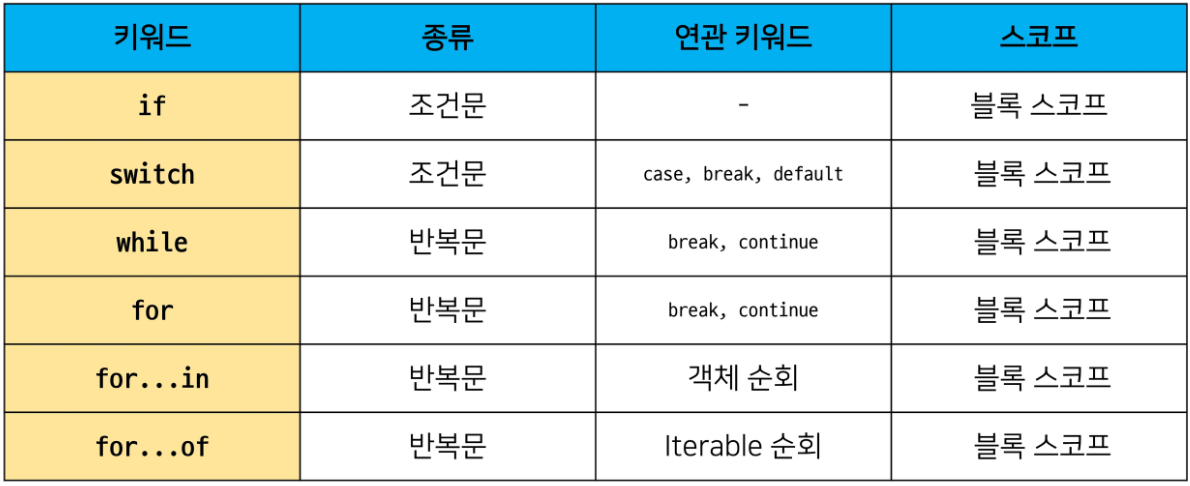 키워드 종류 연관 키워드 스코프
if 조건문 - 블록 스코프
switch 조건문 case, break, default 블록 스코프
while 반복문 break, continue 블록 스코프
for 반복문 break, continue 블록 스코프
for...in 반복문 객체 순회 블록 스코프
for...of 반복문 Iterable 순회 블록 스코프